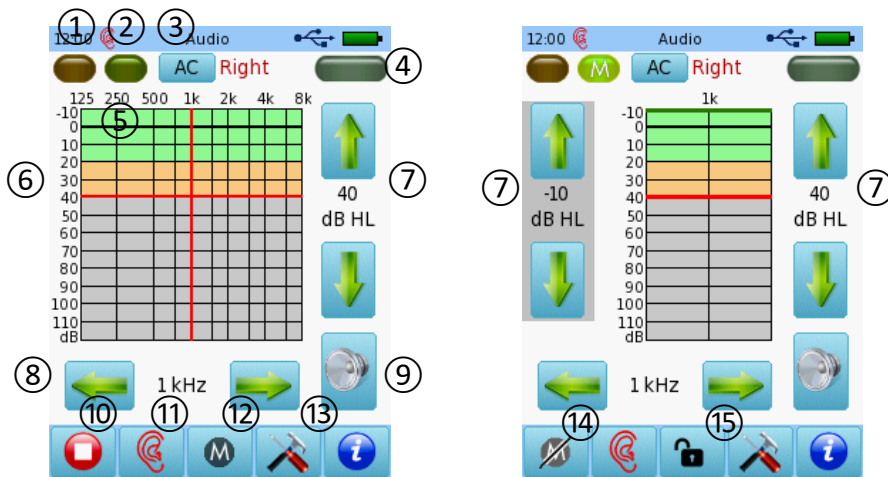 ① ② ③
12:00 Audio
④
AC Right
125 250 500 1k 2k 4k 8k
⑤
-10
0
10
20
30
40
50
60
70
80
90
100
110
dB
⑥
⑦
40
dB HL
⑧ 1 kHz ⑨
⑩ ⑪ ⑫ ⑬
M
i
12:00 Audio
M AC Right
1k
-10
0
10
20
30
40
50
60
70
80
90
100
110
dB
⑦ -10
dB HL
40 ⑦
dB HL
1 kHz
⑭ ⑮
M
i